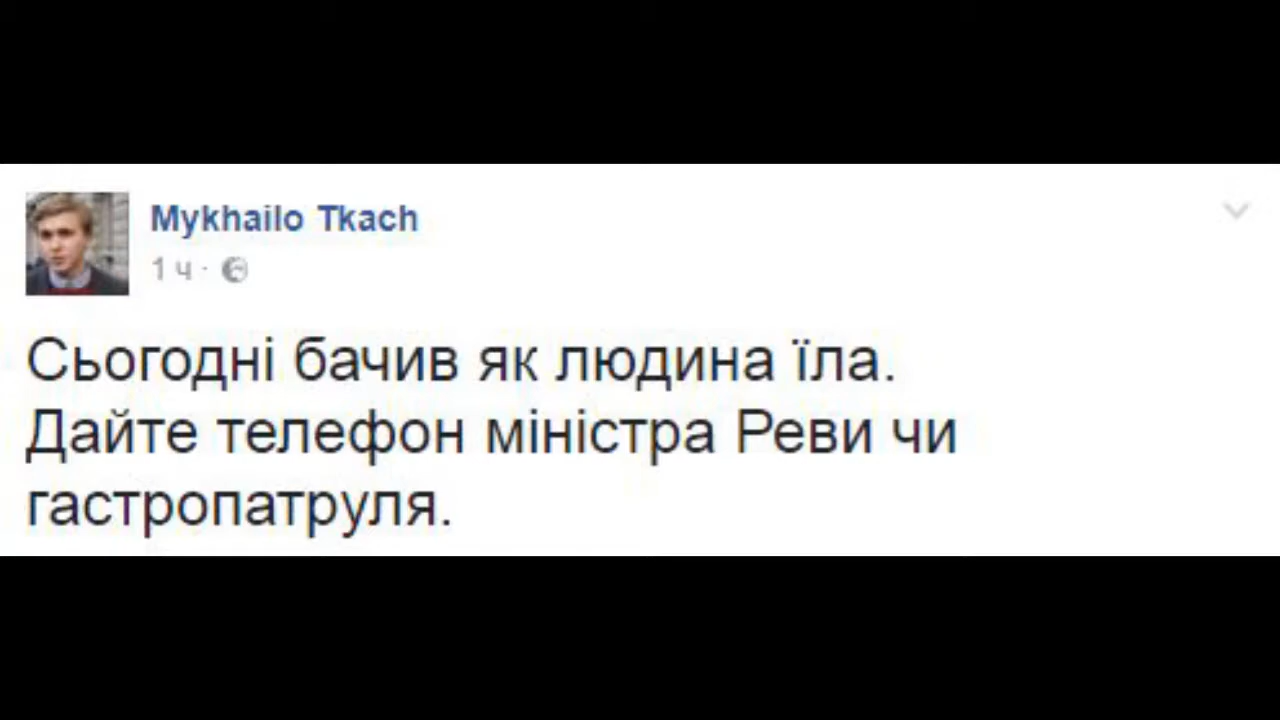 Mykhailo Tkach
1 ч ·
Сьогодні бачив як людина їла.
Дайте телефон міністра Реви чи
гастропатруля.